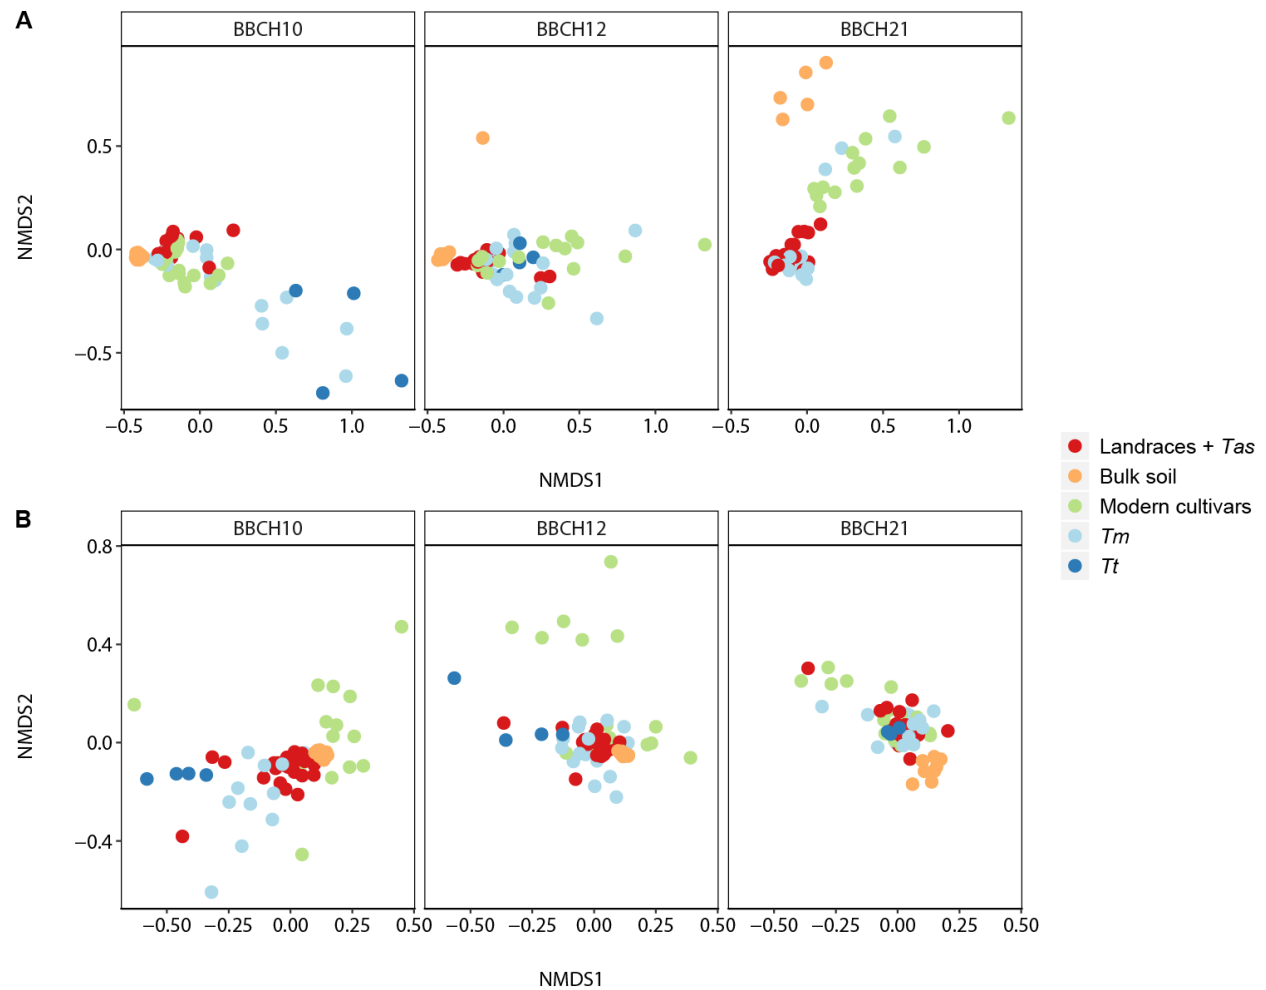 A
BBCH10 BBCH12 BBCH21
0.5
0.0
−0.5
NMDS2
−0.5 0.0 0.5 1.0 −0.5 0.0 0.5 1.0 −0.5 0.0 0.5 1.0
NMDS1
Landraces + Tas
Bulk soil
Modern cultivars
Tm
Tt
B
BBCH10 BBCH12 BBCH21
0.8
0.4
0.0
−0.4
NMDS2
−0.50 −0.25 0.00 0.25 0.50 −0.50 −0.25 0.00 0.25 0.50 −0.50 −0.25 0.00 0.25 0.50
NMDS1